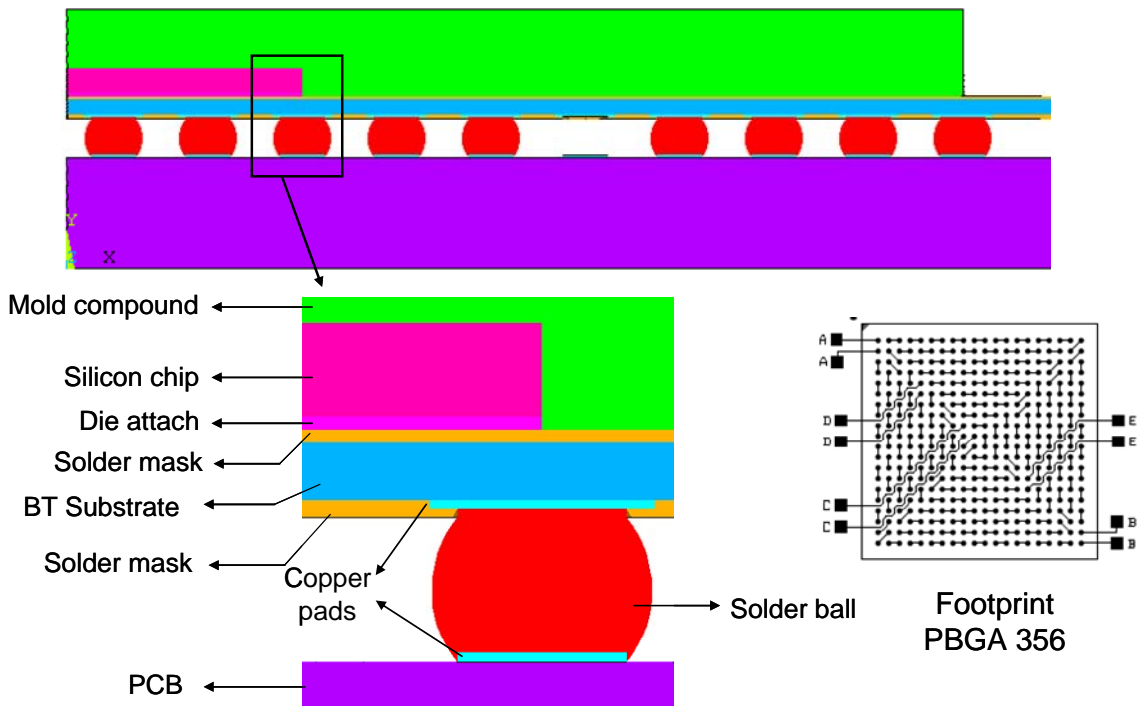 Y
X
Mold compound
Silicon chip
Die attach
Solder mask
BT Substrate
Solder mask
Copper
pads
PCB
Solder ball
A
A
D
D
C
C
E
E
B
B
Footprint
PBGA 356